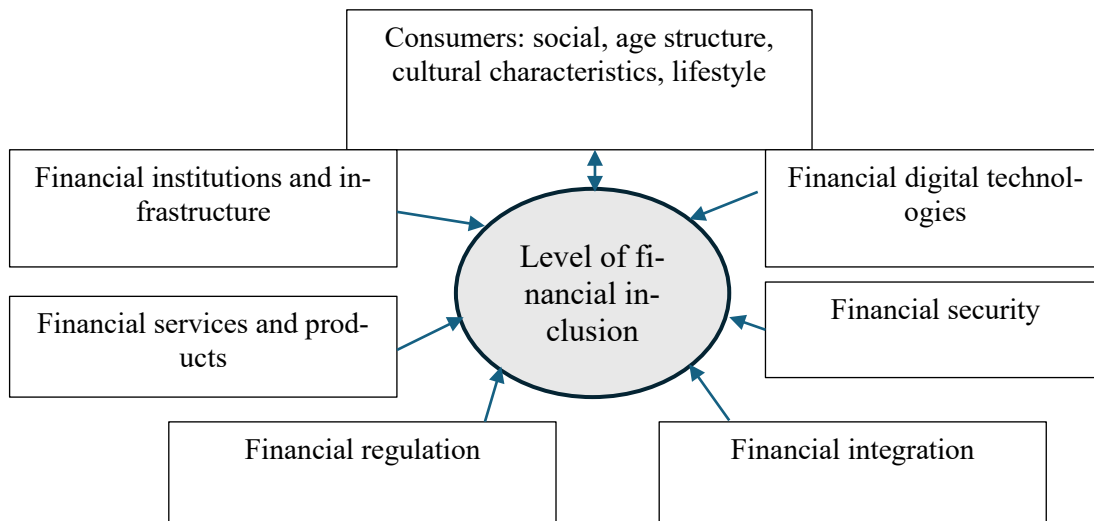 Consumers: social, age structure,
cultural characteristics, lifestyle
Financial institutions and in-
frastructure
Financial digital technol-
ogies
Level of fi-
nancial in-
clusion
Financial services and prod-
ucts
Financial security
Financial regulation
Financial integration